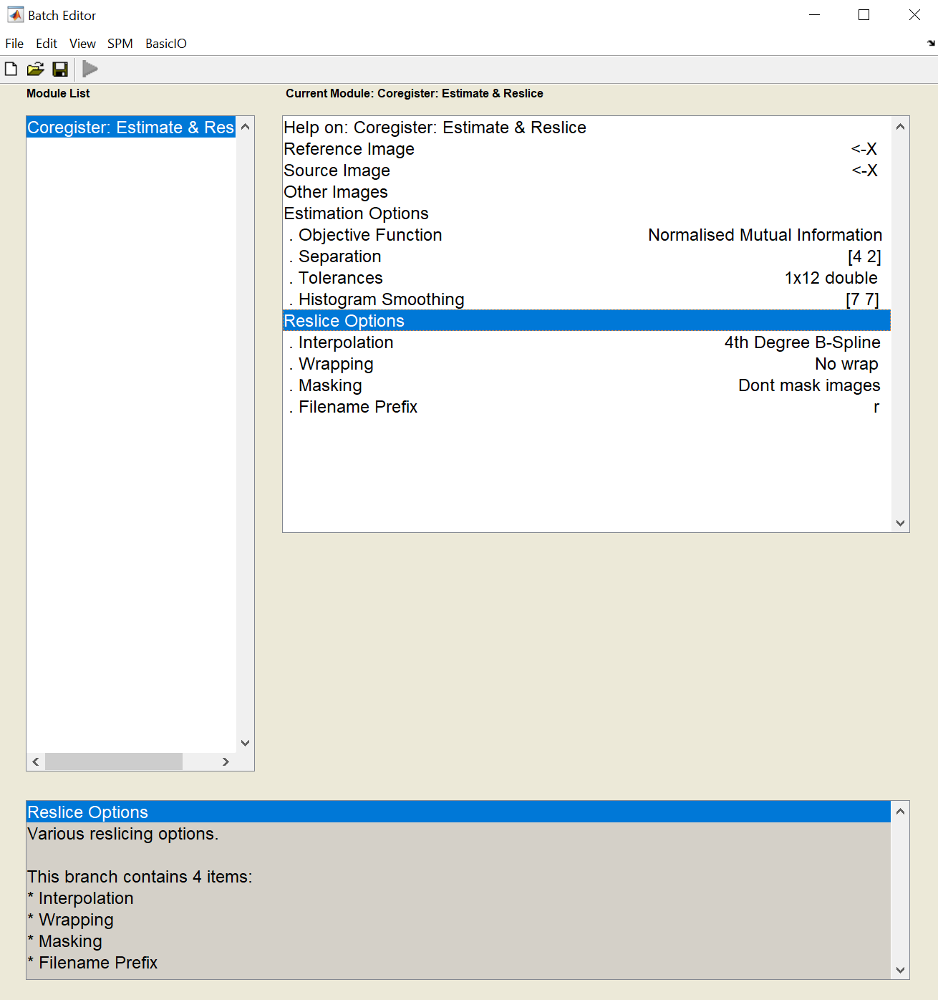 Batch Editor
File Edit View SPM BasicIO
Module List
Current Module: Coregister: Estimate & Reslice
Coregister: Estimate & Res
Help on: Coregister: Estimate & Reslice
Reference Image <-X
Source Image <-X
Other Images
Estimation Options
. Objective Function Normalised Mutual Information
. Separation [4 2]
. Tolerances 1x12 double
. Histogram Smoothing [7 7]
Reslice Options
. Interpolation 4th Degree B-Spline
. Wrapping No wrap
. Masking Dont mask images
. Filename Prefix r
Reslice Options
Various reslicing options.
This branch contains 4 items:
* Interpolation
* Wrapping
* Masking
* Filename Prefix